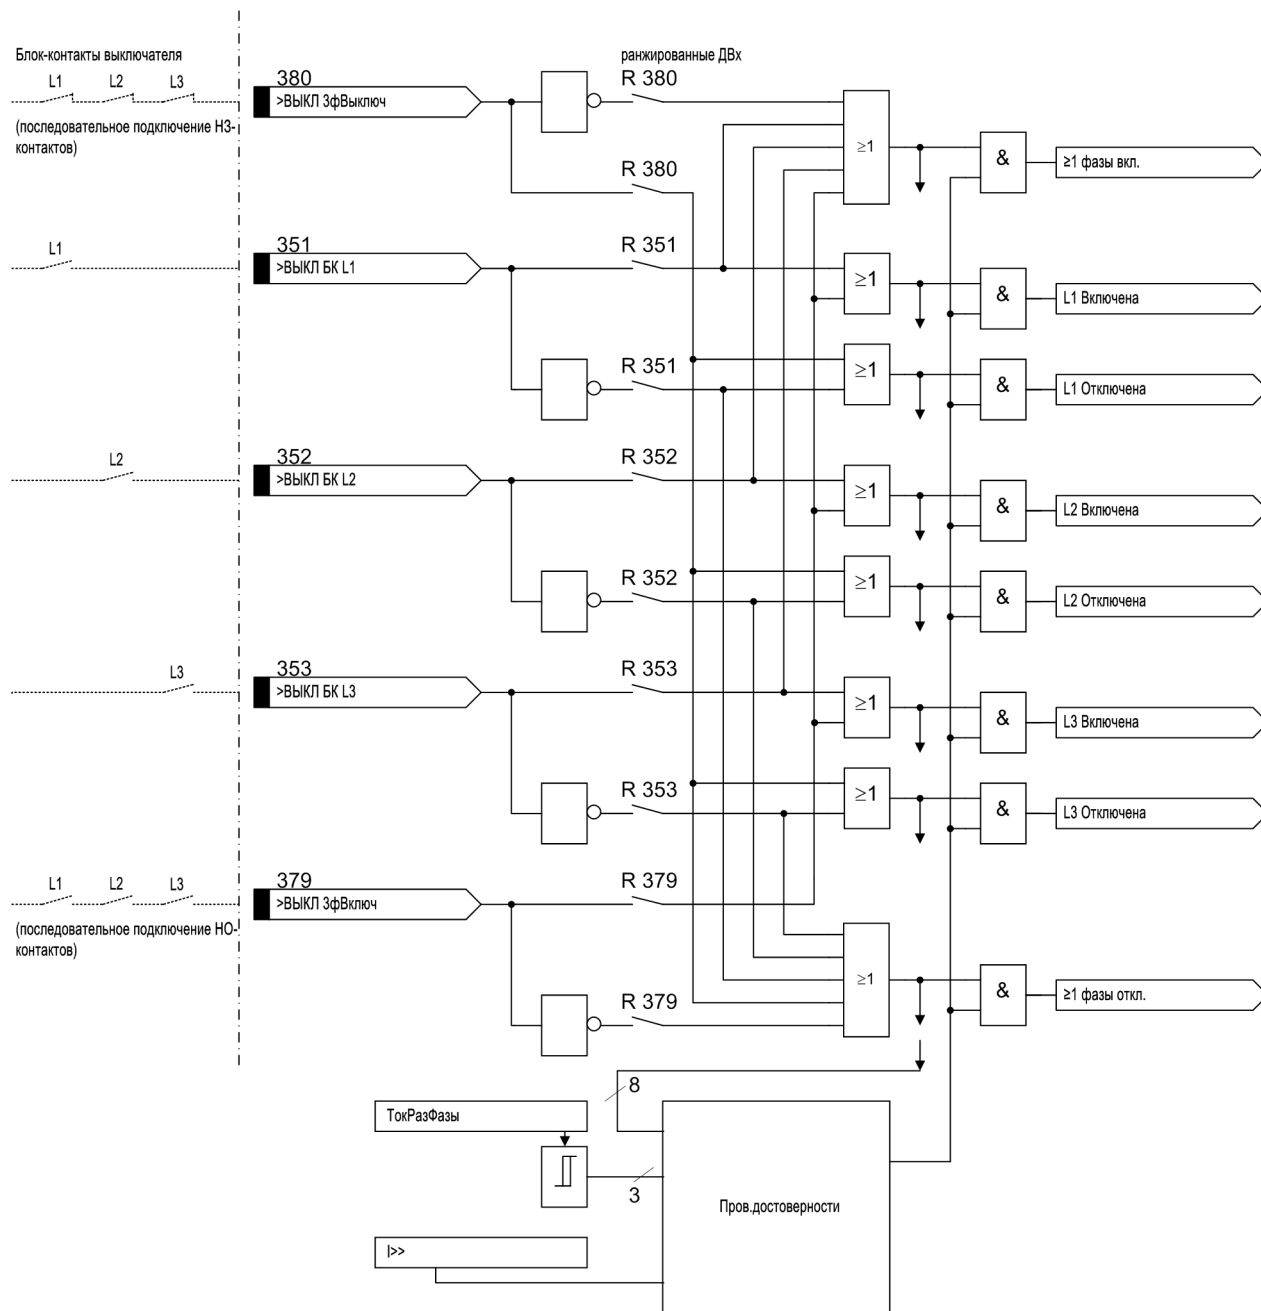 Блок-контакты выключателя
ранжированные ДВх
L1 L2 L3
380
>ВЫКЛ 3фВыключ
R 380
(последовательное подключение НЗ-
контактов)
≥1
&
≥1 фазы вкл.
R 380
L1
351
>ВЫКЛ БК L1
R 351
≥1
&
L1 Включена
R 351
≥1
&
L1 Отключена
L2
352
>ВЫКЛ БК L2
R 352
≥1
&
L2 Включена
R 352
≥1
&
L2 Отключена
L3
353
>ВЫКЛ БК L3
R 353
≥1
&
L3 Включена
R 353
≥1
&
L3 Отключена
L1 L2 L3
379
>ВЫКЛ 3фВключ
R 379
(последовательное подключение НО-
контактов)
≥1
&
≥1 фазы откл.
R 379
8
ТокРазФазы
3
Пров.достоверности
I>>